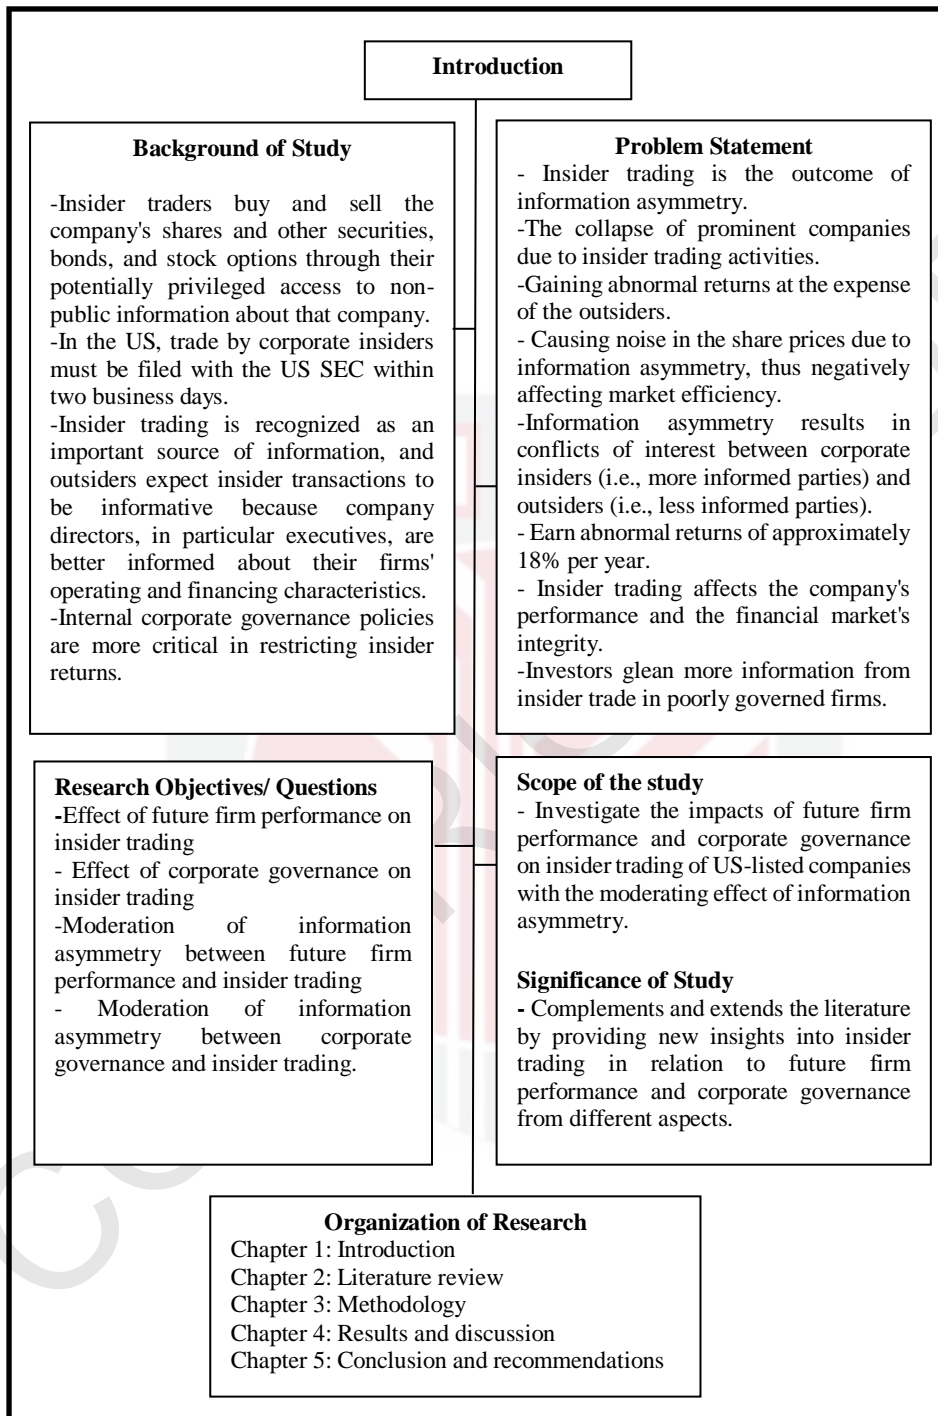 Introduction
Background of Study
-Insider traders buy and sell the
company's shares and other securities,
bonds, and stock options through their
potentially privileged access to non-
public information about that company.
-In the US, trade by corporate insiders
must be filed with the US SEC within
two business days.
-Insider trading is recognized as an
important source of information, and
outsiders expect insider transactions to
be informative because company
directors, in particular executives, are
better informed about their firms'
operating and financing characteristics.
-Internal corporate governance policies
are more critical in restricting insider
returns.
Problem Statement
- Insider trading is the outcome of
information asymmetry.
-The collapse of prominent companies
due to insider trading activities.
-Gaining abnormal returns at the expense
of the outsiders.
- Causing noise in the share prices due to
information asymmetry, thus negatively
affecting market efficiency.
-Information asymmetry results in
conflicts of interest between corporate
insiders (i.e., more informed parties) and
outsiders (i.e., less informed parties).
- Earn abnormal returns of approximately
18% per year.
- Insider trading affects the company's
performance and the financial market's
integrity.
-Investors glean more information from
insider trade in poorly governed firms.
Research Objectives/ Questions
-Effect of future firm performance on
insider trading
- Effect of corporate governance on
insider trading
-Moderation of information
asymmetry between future firm
performance and insider trading
- Moderation of information
asymmetry between corporate
governance and insider trading.
Scope of the study
- Investigate the impacts of future firm
performance and corporate governance
on insider trading of US-listed companies
with the moderating effect of information
asymmetry.
Significance of Study
- Complements and extends the literature
by providing new insights into insider
trading in relation to future firm
performance and corporate governance
from different aspects.
Organization of Research
Chapter 1: Introduction
Chapter 2: Literature review
Chapter 3: Methodology
Chapter 4: Results and discussion
Chapter 5: Conclusion and recommendations